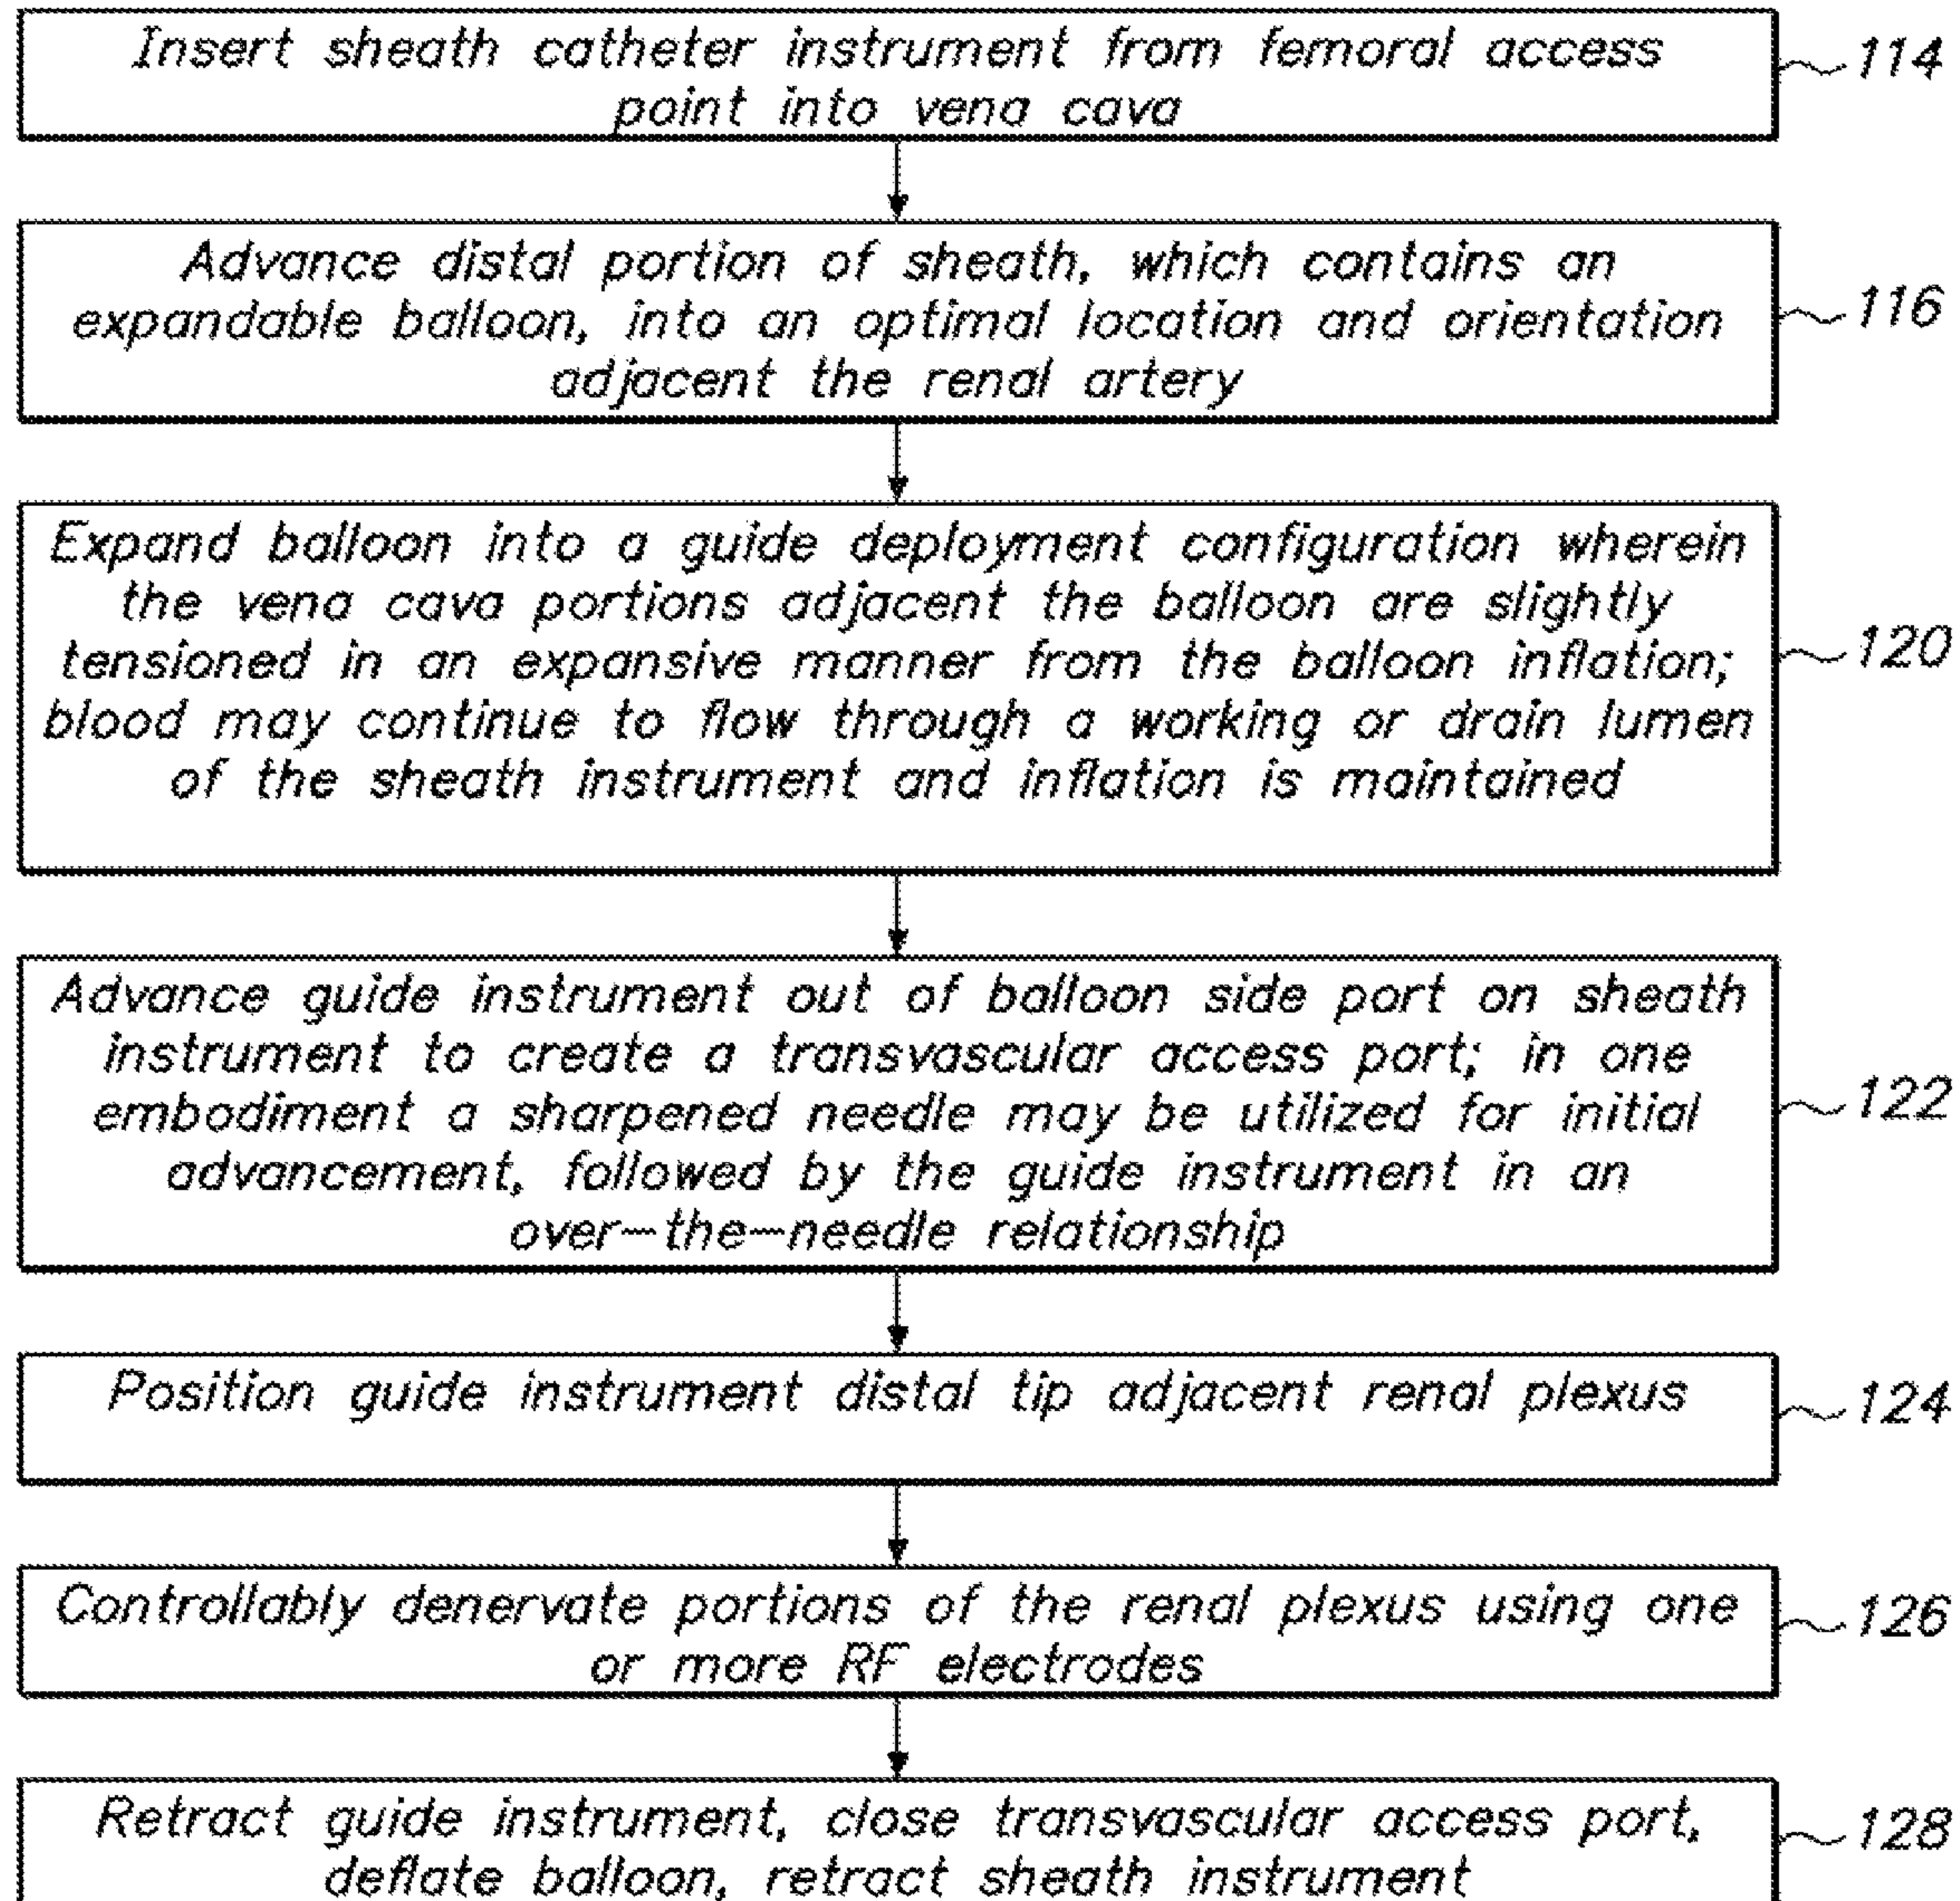 Insert sheath catheter instrument from femoral access
point into vena cava
114
Advance distal portion of sheath, which contains an
expandable balloon, into an optimal location and orientation
adjacent the renal artery
116
Expand balloon into a guide deployment configuration wherein
the vena cava portions adjacent the balloon are slightly
tensioned in an expansive manner from the balloon inflation;
blood may continue to flow through a working or drain lumen
of the sheath instrument and inflation is maintained
120
Advance guide instrument out of balloon side port on sheath
instrument to create a transvascular access port; in one
embodiment a sharpened needle may be utilized for initial
advancement, followed by the guide instrument in an
over-the-needle relationship
122
Position guide instrument distal tip adjacent renal plexus
124
Controllably denervate portions of the renal plexus using one
or more RF electrodes
126
Retract guide instrument, close transvascular access port,
deflate balloon, retract sheath instrument
128